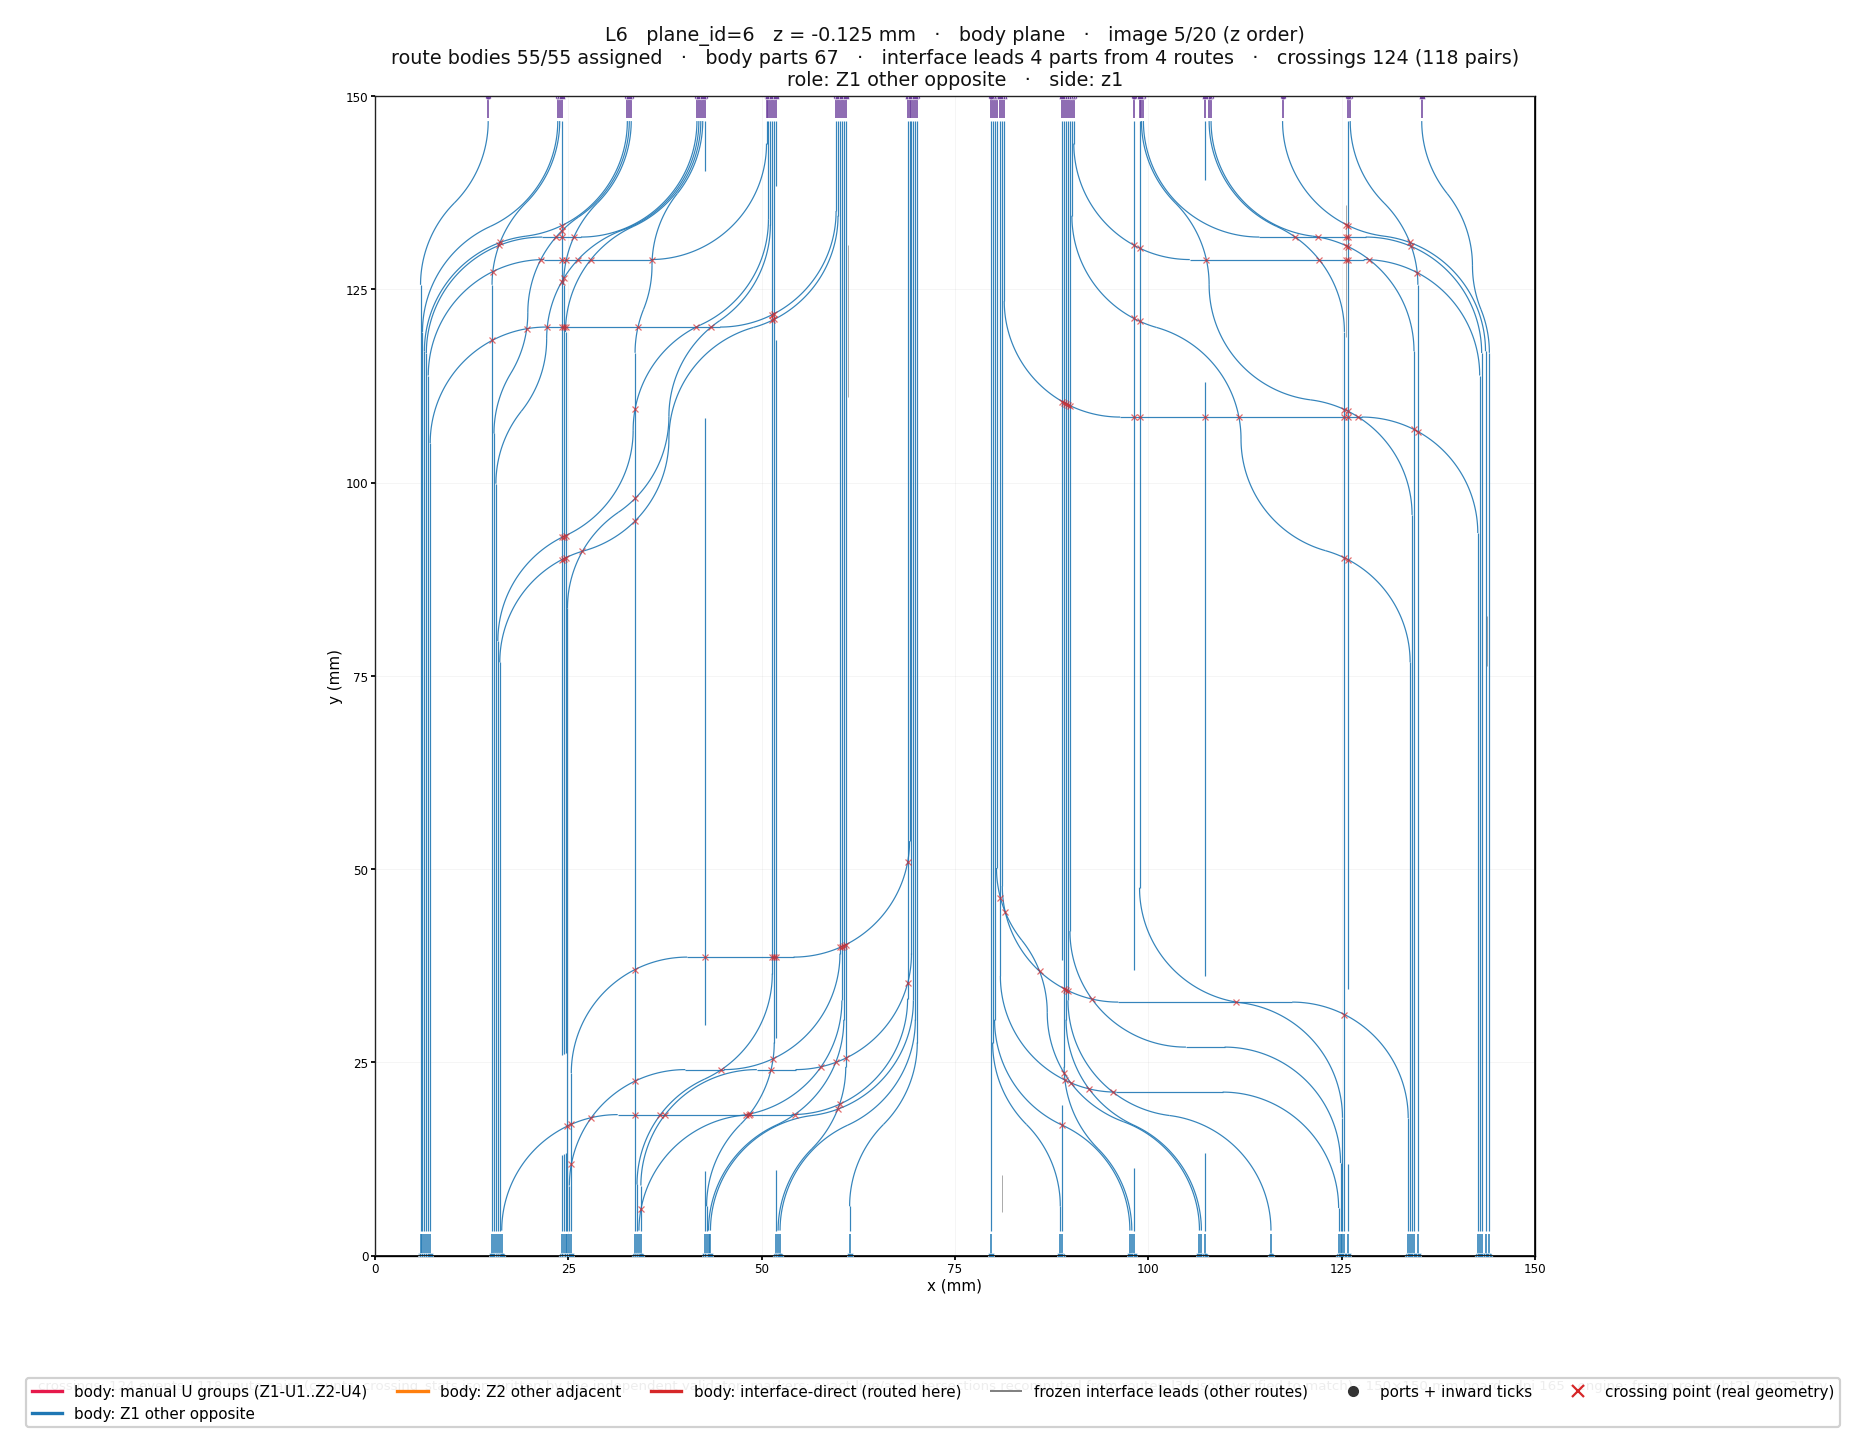 L6 plane_id=6 z = -0.125 mm · body plane · image 5/20 (z order)
route bodies 55/55 assigned · body parts 67 · interface leads 4 parts from 4 routes · crossings 124 (118 pairs)
role: Z1 other opposite · side: z1
150
125
100
75
50
25
0
y (mm)
0 25 50 75 100 125 150
x (mm)
body: manual U groups (Z1-U1..Z2-U4) body: Z2 other adjacent body: interface-direct (routed here) frozen interface leads (other routes) ports + inward ticks crossing point (real geometry)
body: Z1 other opposite